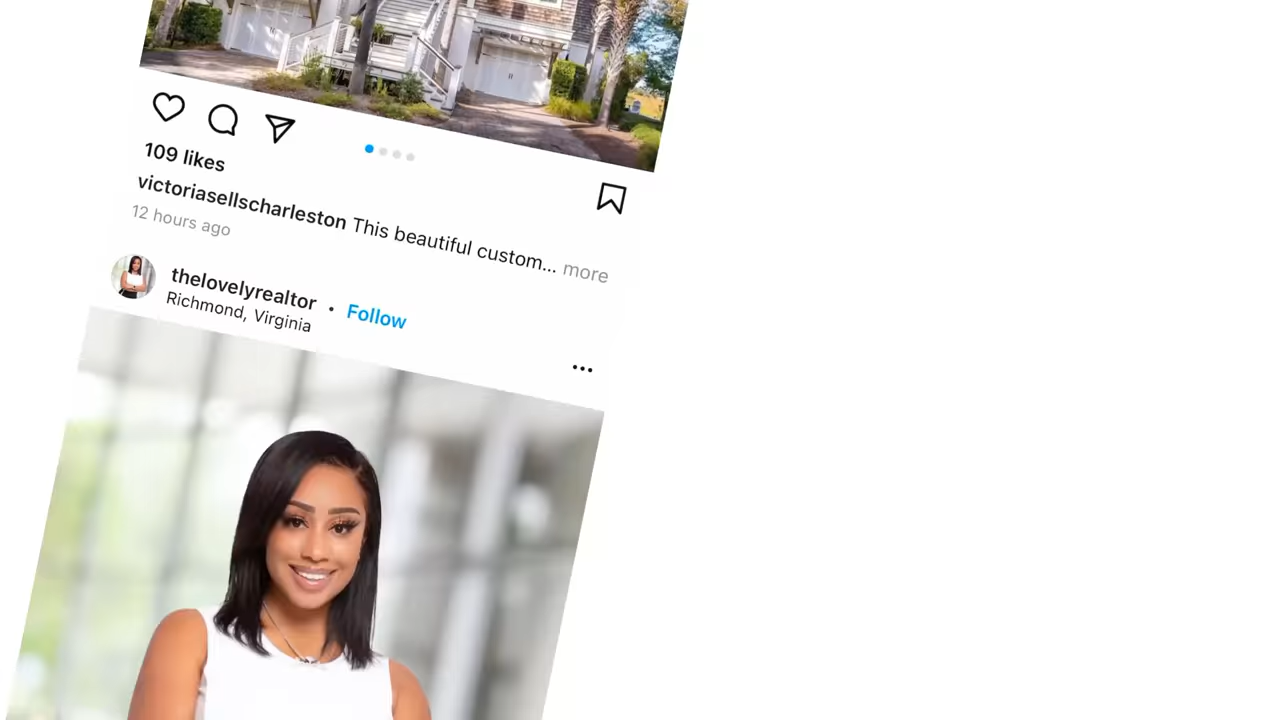 109 likes
victoriasellscharleston This beautiful custom... more
12 hours ago
thelovelyrealtor • Follow
Richmond, Virginia